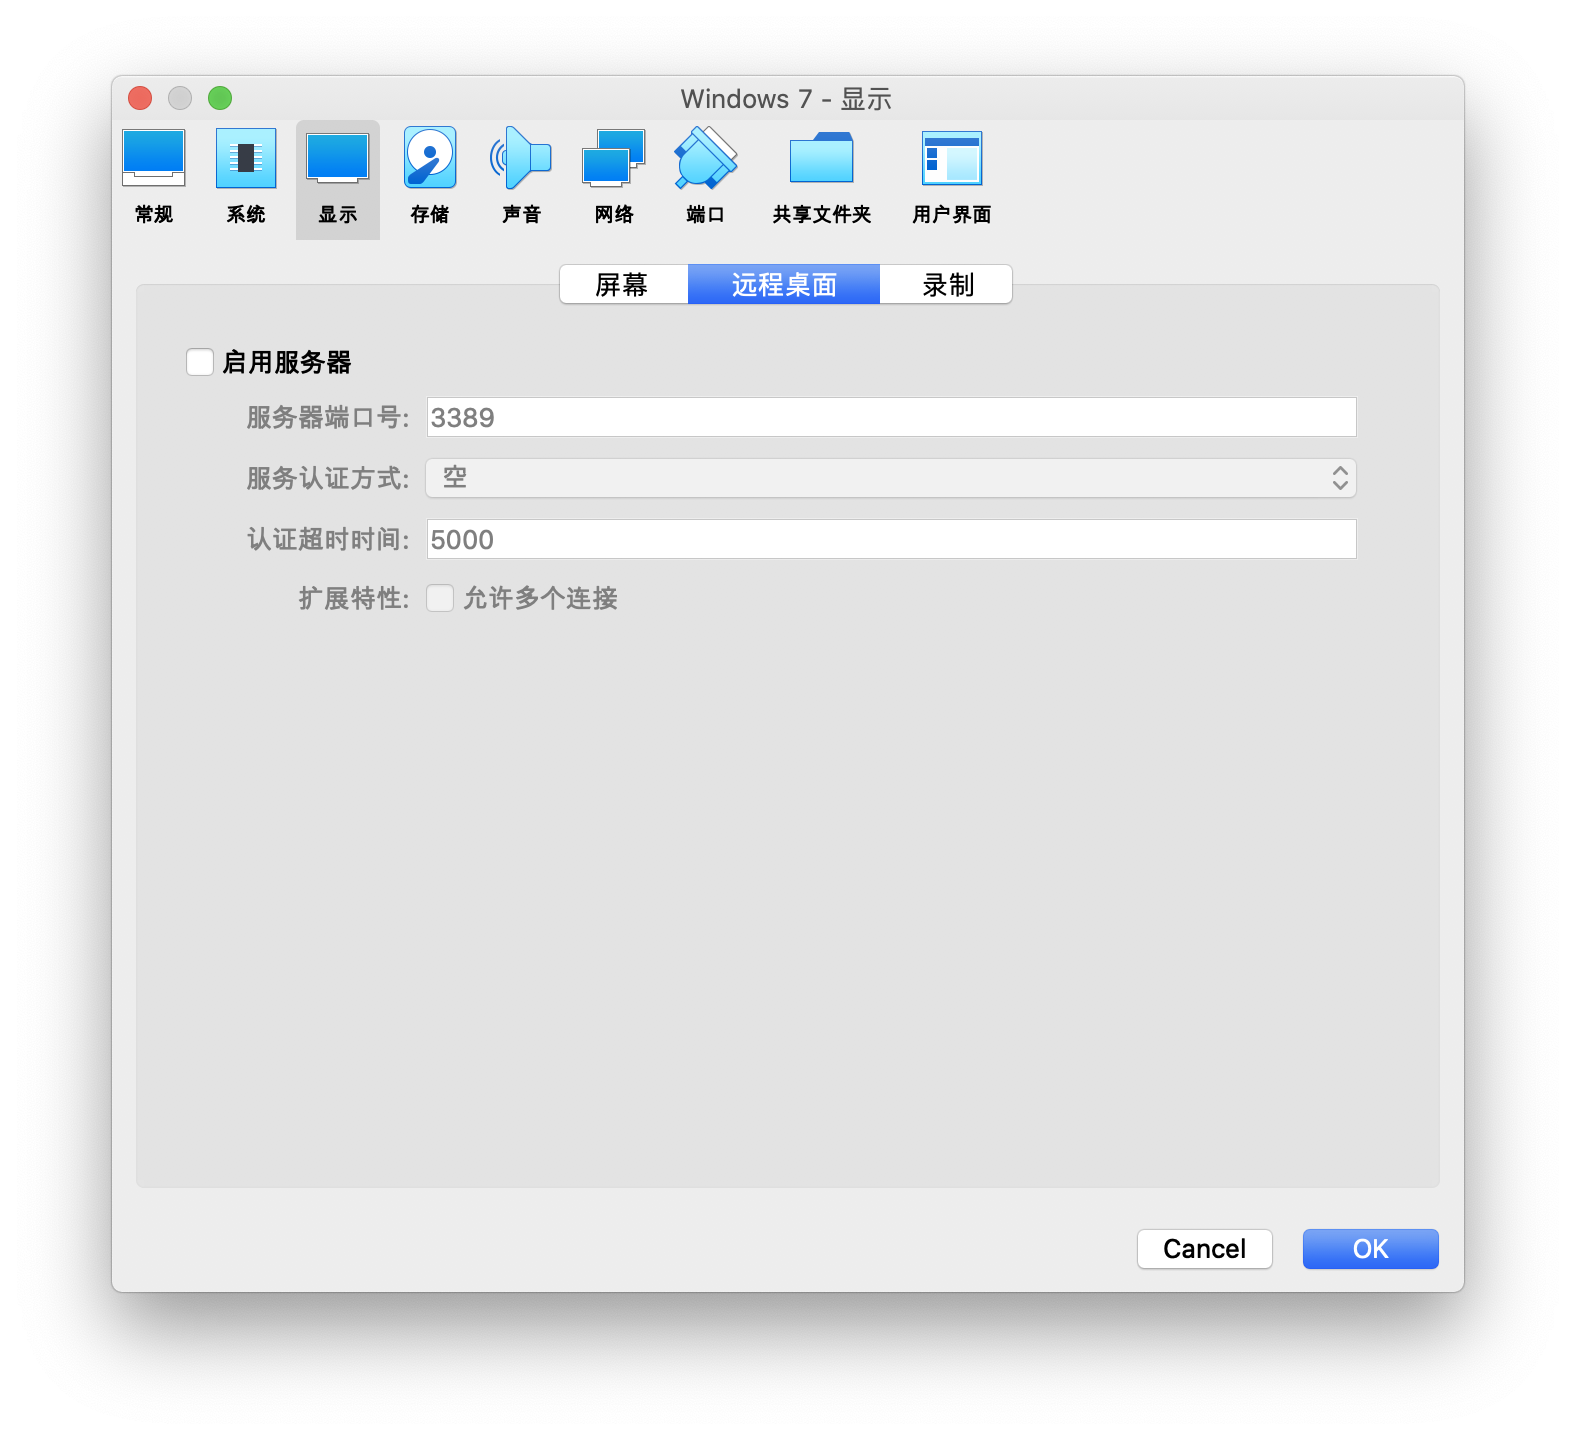 Windows 7 - 显示
常规 系统 显示 存储 声音 网络 端口 共享文件夹 用户界面
屏幕 远程桌面 录制
启用服务器
服务器端口号: 3389
服务认证方式: 空
认证超时时间: 5000
扩展特性: 允许多个连接
Cancel OK